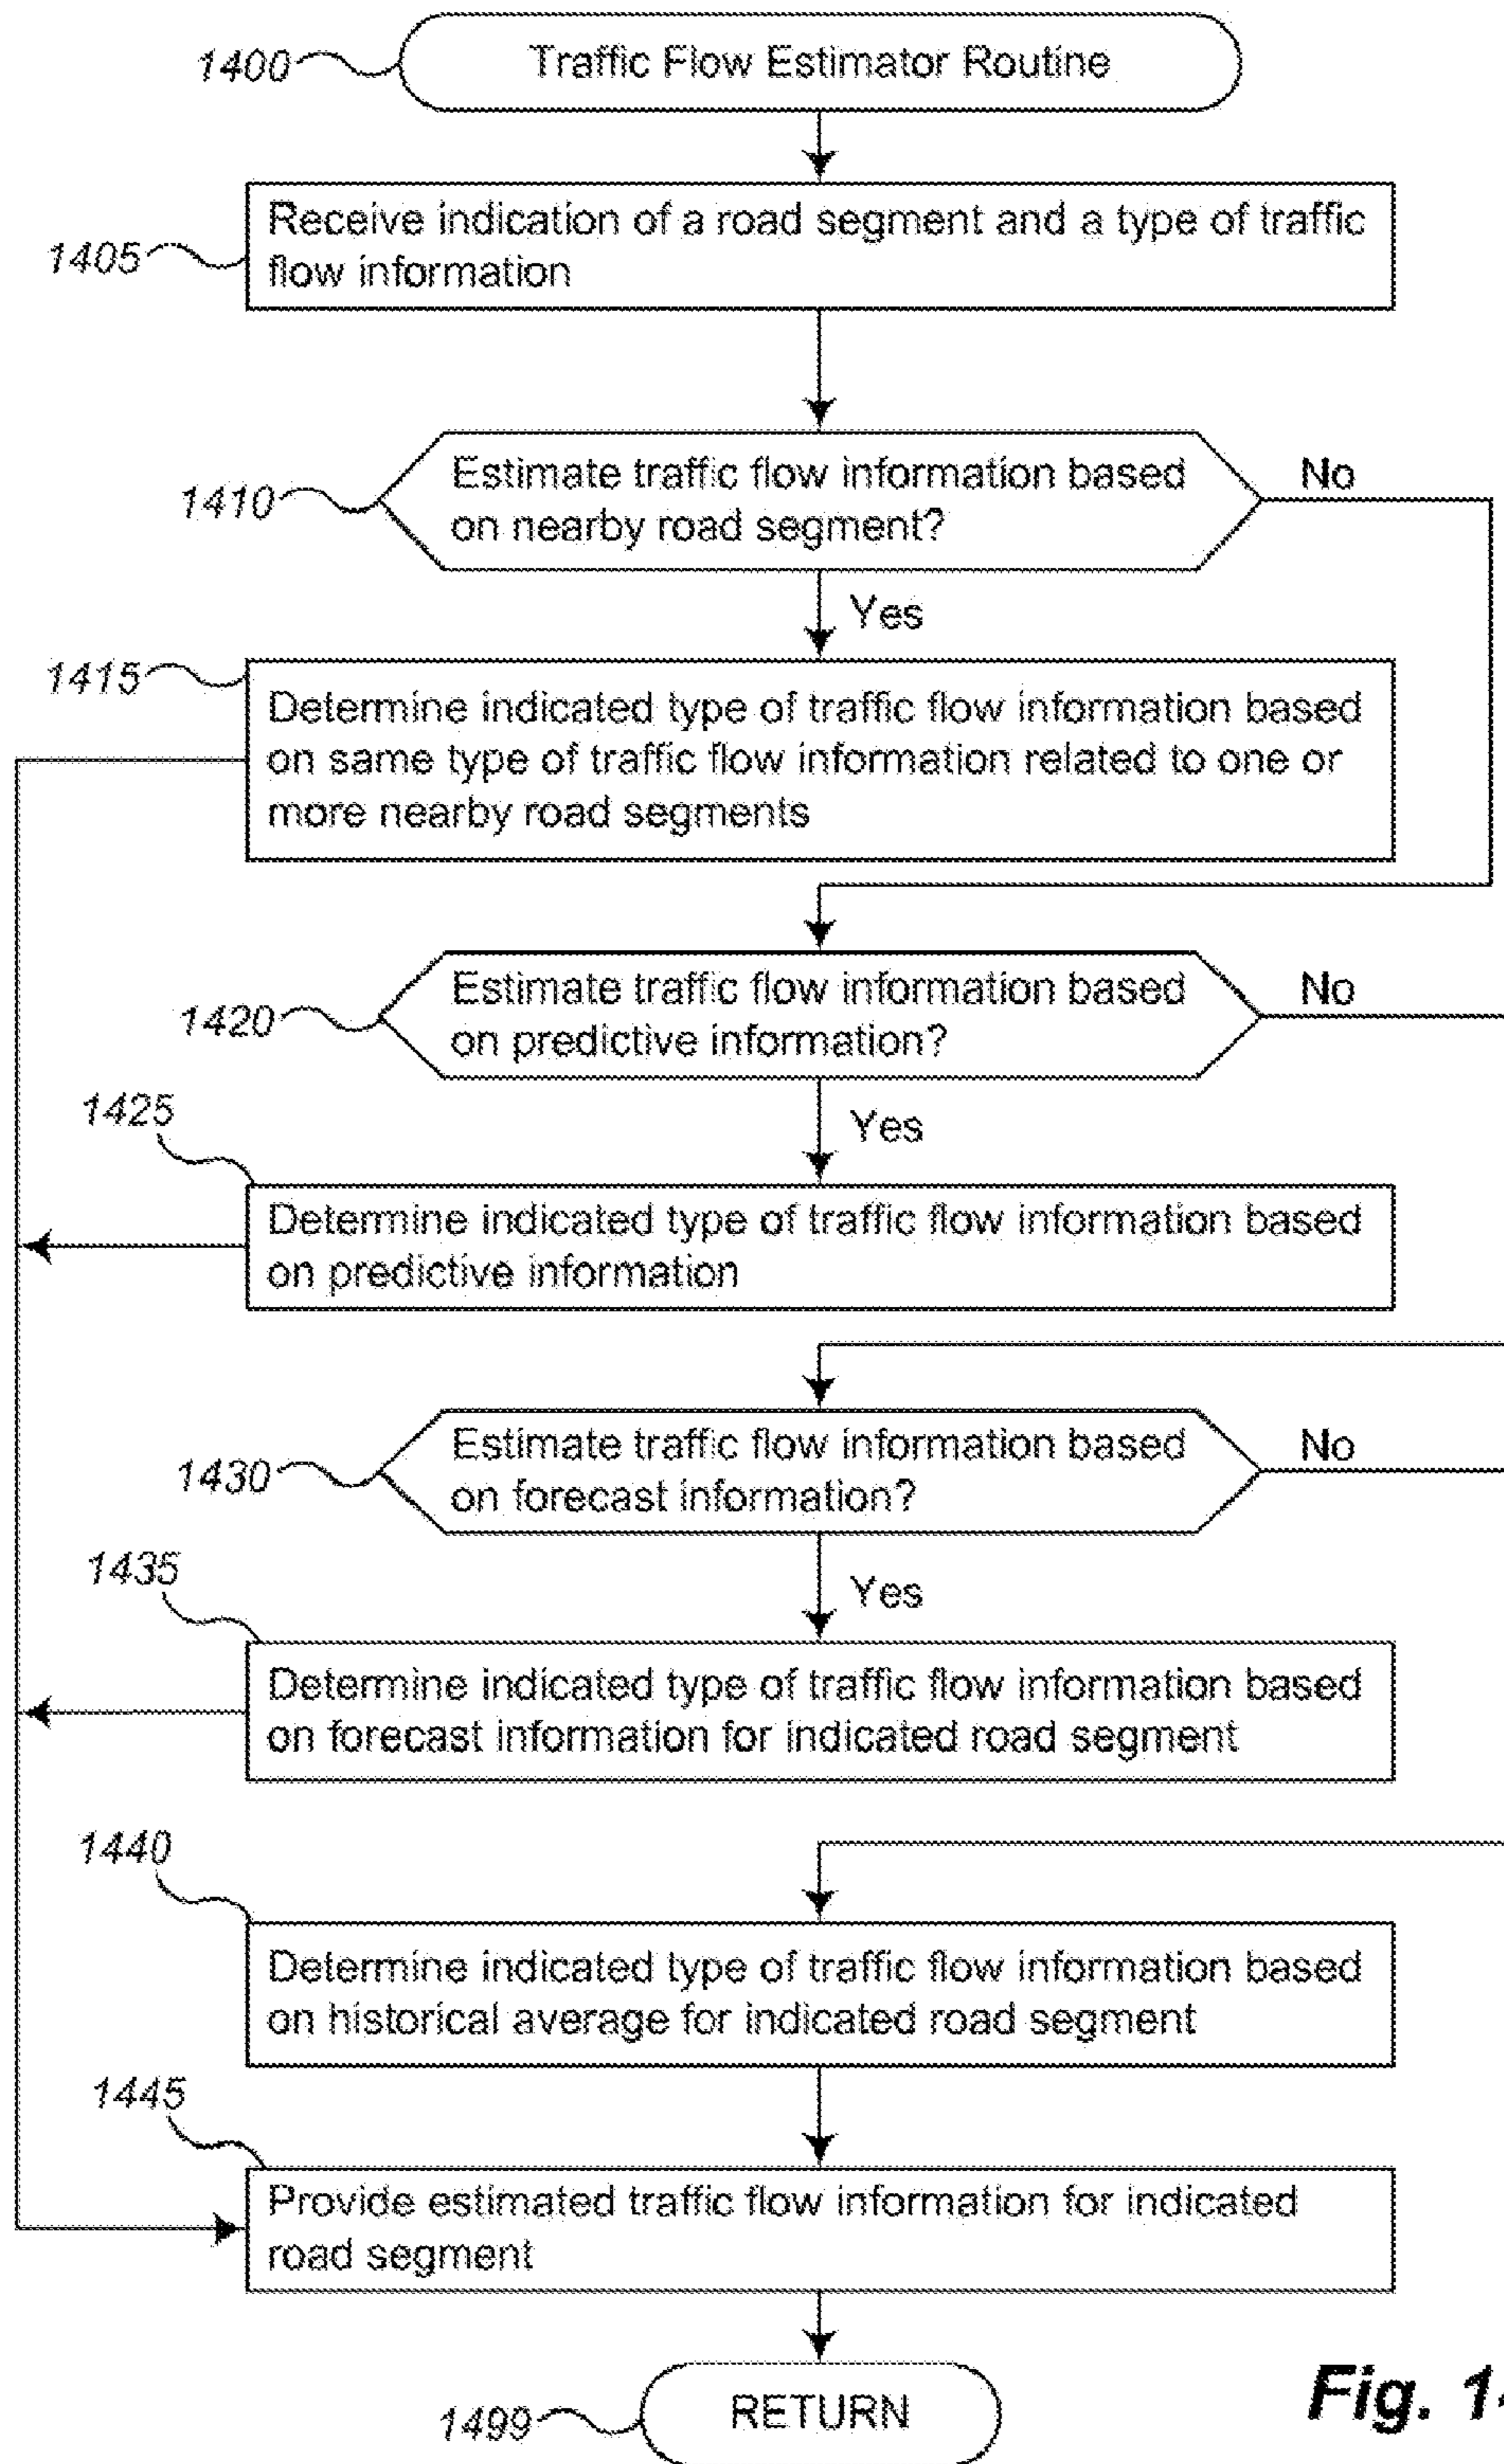 1400
Traffic Flow Estimator Routine
1405
Receive indication of a road segment and a type of traffic
flow information
1410
Estimate traffic flow information based
on nearby road segment?
No
Yes
1415
Determine indicated type of traffic flow information based
on same type of traffic flow information related to one or
more nearby road segments
1420
Estimate traffic flow information based
on predictive information?
No
Yes
1425
Determine indicated type of traffic flow information based
on predictive information
1430
Estimate traffic flow information based
on forecast information?
No
Yes
1435
Determine indicated type of traffic flow information based
on forecast information for indicated road segment
1440
Determine indicated type of traffic flow information based
on historical average for indicated road segment
1445
Provide estimated traffic flow information for indicated
road segment
1499
RETURN
Fig. 14